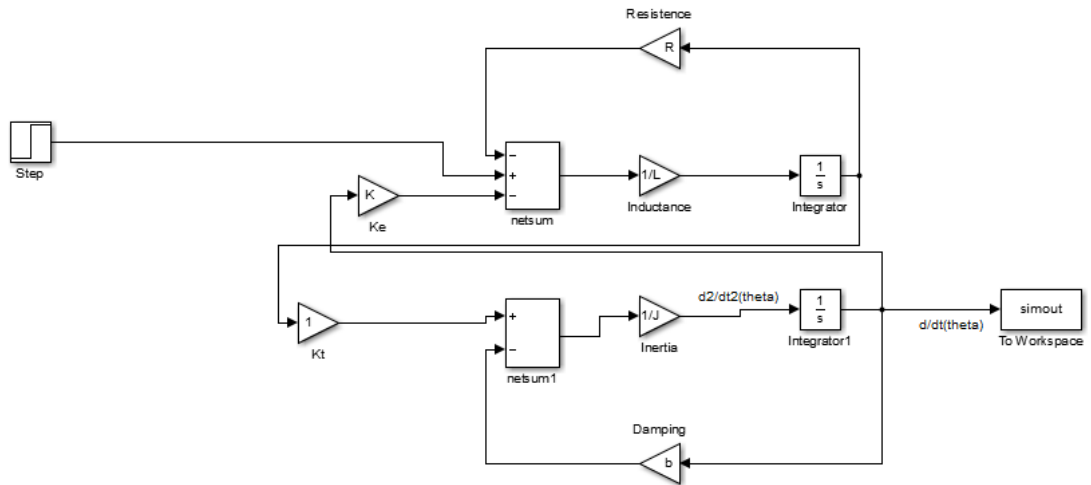 Resistence
R
Step
−
+
−
netsum
1/L
Inductance
1
s
Integrator
K
Ke
1
Kt
+
−
netsum1
1/J
Inertia
d2/dt2(theta)
1
s
Integrator1
d/dt(theta)
simout
To Workspace
Damping
b